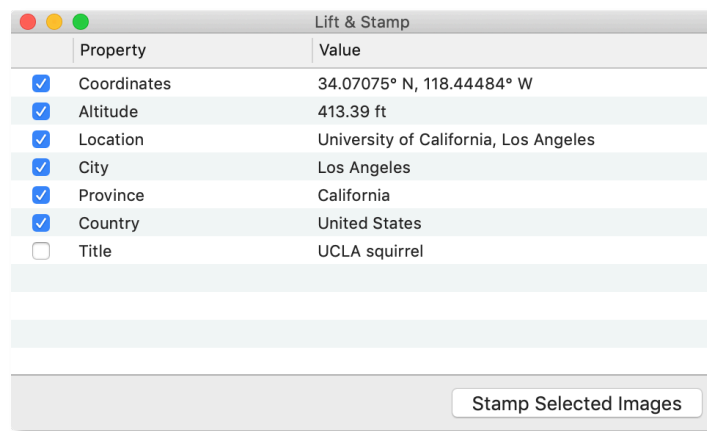 Lift & Stamp
Property Value
Coordinates 34.07075° N, 118.44484° W
Altitude 413.39 ft
Location University of California, Los Angeles
City Los Angeles
Province California
Country United States
Title UCLA squirrel
Stamp Selected Images